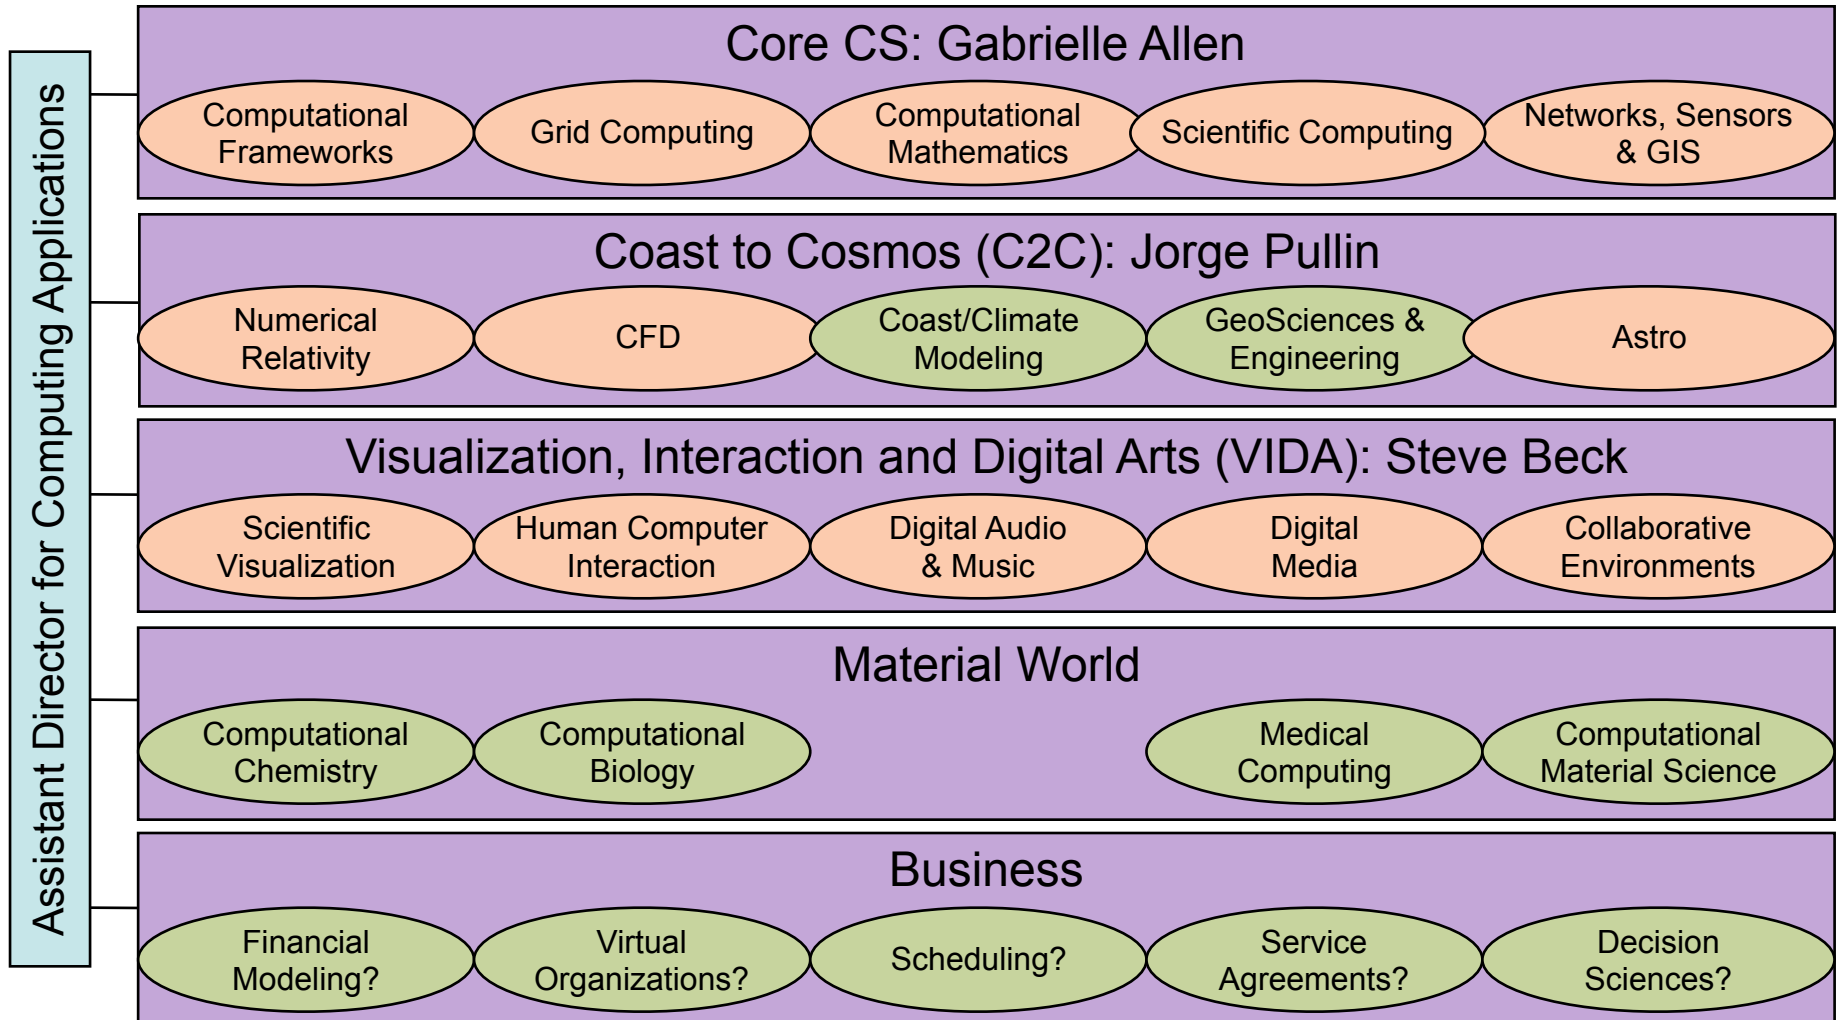 Assistant Director for Computing Applications
Core CS: Gabrielle Allen
Computational
Frameworks
Grid Computing
Computational
Mathematics
Scientific Computing
Networks, Sensors
& GIS
Coast to Cosmos (C2C): Jorge Pullin
Numerical
Relativity
CFD
Coast/Climate
Modeling
GeoSciences &
Engineering
Astro
Visualization, Interaction and Digital Arts (VIDA): Steve Beck
Scientific
Visualization
Human Computer
Interaction
Digital Audio
& Music
Digital
Media
Collaborative
Environments
Material World
Computational
Chemistry
Computational
Biology
Medical
Computing
Computational
Material Science
Business
Financial
Modeling?
Virtual
Organizations?
Scheduling?
Service
Agreements?
Decision
Sciences?